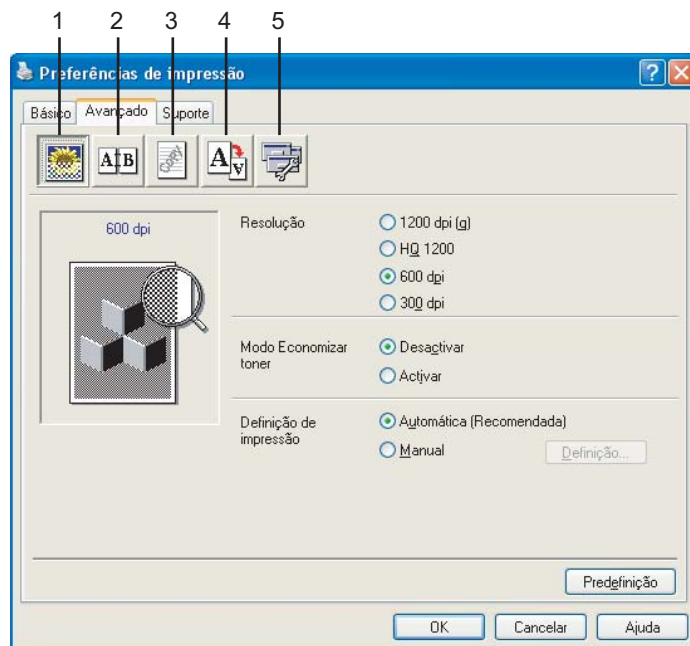 1 2 3 4 5
Preferências de impressão
Básico Avançado Suporte
A B COPY A A
600 dpi
Resolução
1200 dpi (g)
HQ 1200
600 dpi
300 dpi
Modo Economizar
toner
Desactivar
Activar
Definição de
impressão
Automática (Recomendada)
Manual
Definição...
Predefinição
OK Cancelar Ajuda